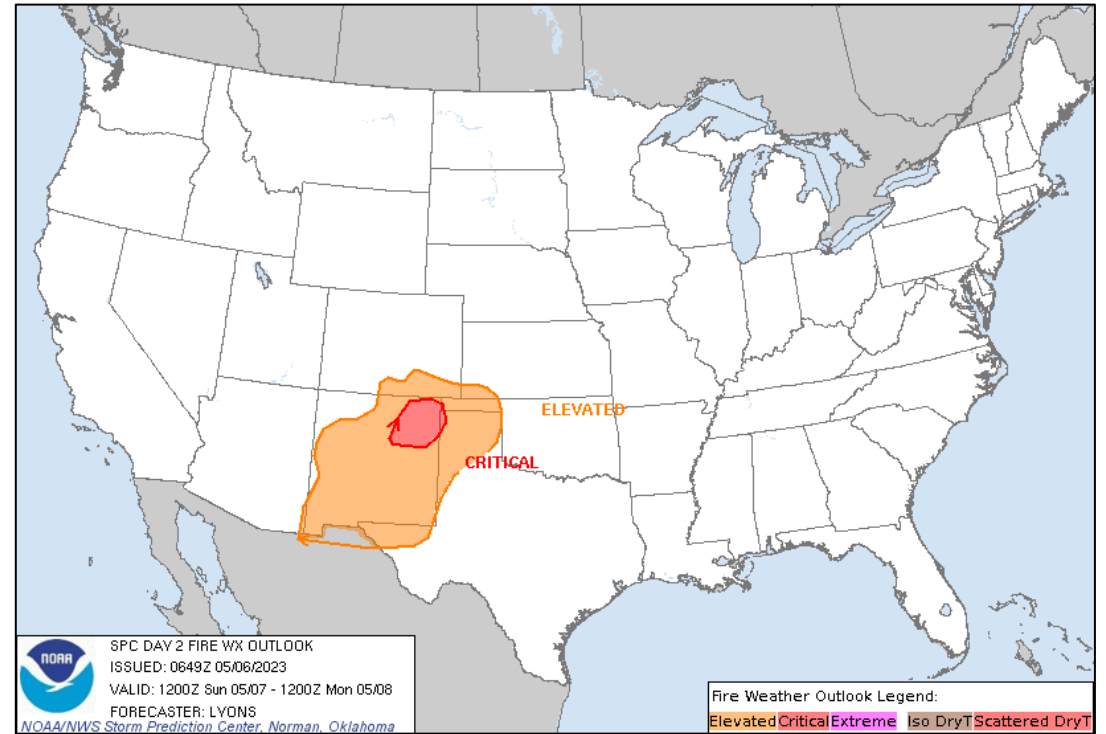 ELEVATED
CRITICAL
NOAA
SPC DAY 2 FIRE WX OUTLOOK
ISSUED: 0649Z 05/06/2023
VALID: 1200Z Sun 05/07 - 1200Z Mon 05/08
FORECASTER: LYONS
NOAA/NWS Storm Prediction Center, Norman, Oklahoma
Fire Weather Outlook Legend:
Elevated Critical Extreme Iso DryT Scattered DryT